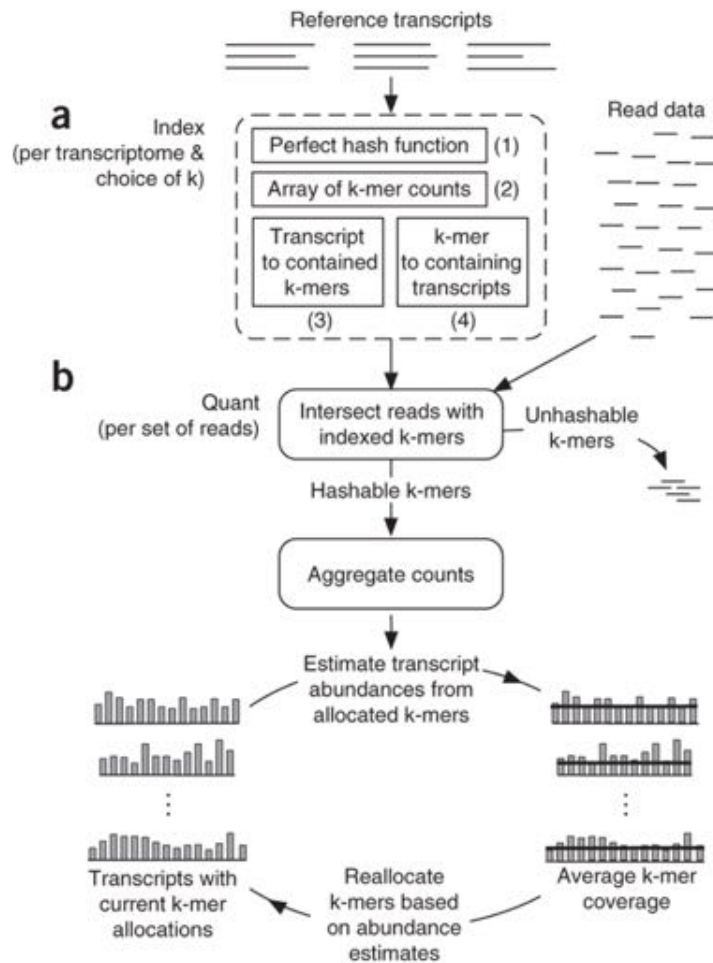 Reference transcripts
a
Index
(per transcriptome &
choice of k)
Read data
Perfect hash function
(1)
Array of k-mer counts
(2)
Transcript
to contained
k-mers
k-mer
to containing
transcripts
(3)
(4)
b
Quant
(per set of reads)
Intersect reads with
indexed k-mers
Unhashable
k-mers
Hashable k-mers
Aggregate counts
Estimate transcript
abundances from
allocated k-mers
Transcripts with
current k-mer
allocations
Reallocate
k-mers based
on abundance
estimates
Average k-mer
coverage